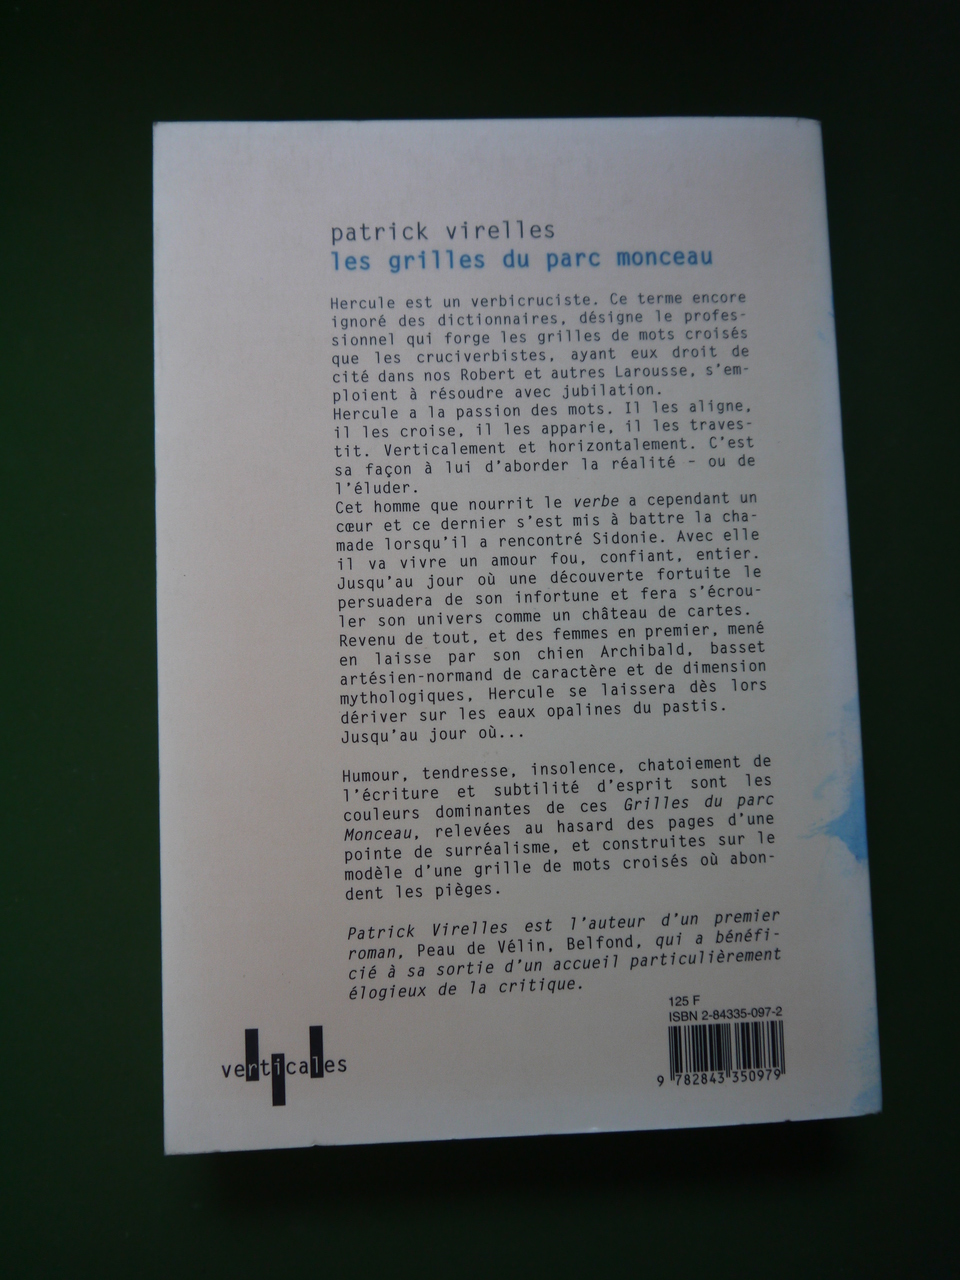 patrick virelles
les grilles du parc monceau
Hercule est un verbicruciste. Ce terme encore
ignoré des dictionnaires, désigne le profes-
sionnel qui forge les grilles de mots croisés
que les cruciverbistes, ayant eux droit de
cité dans nos Robert et autres Larousse, s'em-
ploient à résoudre avec jubilation.
Hercule a la passion des mots. Il les aligne,
il les croise, il les apparie, il les traves-
tit. Verticalement et horizontalement. C'est
sa façon à lui d'aborder la réalité - ou de
l'éluder.
Cet homme que nourrit le verbe a cependant un
cœur et ce dernier s'est mis à battre la cha-
made lorsqu'il a rencontré Sidonie. Avec elle
il va vivre un amour fou, confiant, entier.
Jusqu'au jour où une découverte fortuite le
persuadera de son infortune et fera s'écrou-
ler son univers comme un château de cartes.
Revenu de tout, et des femmes en premier, mené
en laisse par son chien Archibald, basset
artésien-normand de caractère et de dimension
mythologiques, Hercule se laissera dès lors
dériver sur les eaux opalines du pastis.
Jusqu'au jour où...
Humour, tendresse, insolence, chatoiement de
l'écriture et subtilité d'esprit sont les
couleurs dominantes de ces Grilles du parc
Monceau, relevées au hasard des pages d'une
pointe de surréalisme, et construites sur le
modèle d'une grille de mots croisés où abon-
dent les pièges.
Patrick Virelles est l'auteur d'un premier
roman, Peau de Vélin, Belfond, qui a bénéfi-
cié à sa sortie d'un accueil particulièrement
élogieux de la critique.
125 F
ISBN 2-84335-097-2
9 782843 350979
verticales